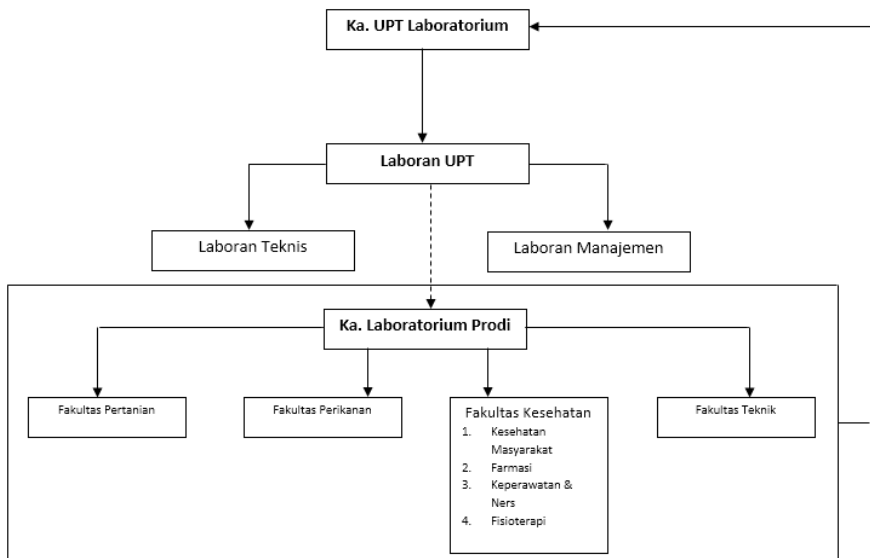 Ka. UPT Laboratorium
Laboran UPT
Laboran Teknis
Laboran Manajemen
Ka. Laboratorium Prodi
Fakultas Pertanian
Fakultas Perikanan
Fakultas Kesehatan
1. Kesehatan
Masyarakat
2. Farmasi
3. Keperawatan &
Ners
4. Fisioterapi
Fakultas Teknik